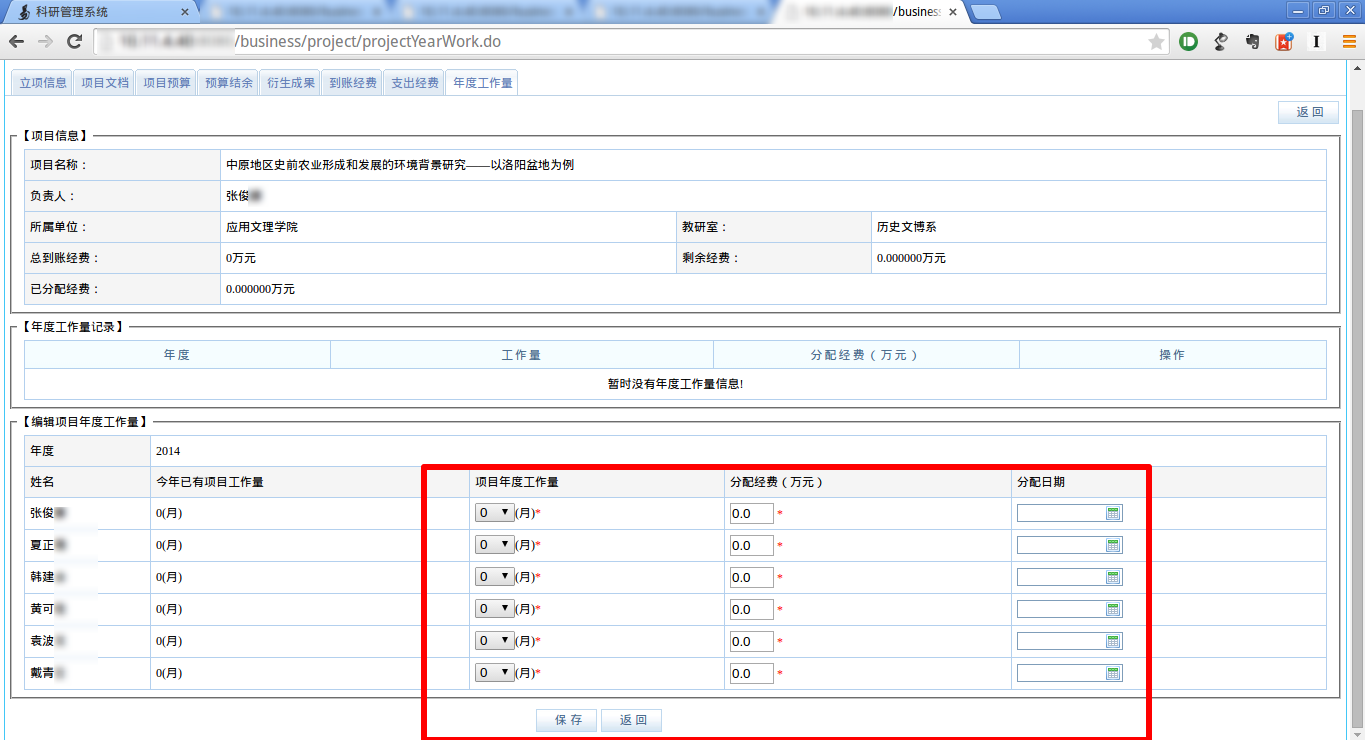 科研管理系统
/business
/business/project/projectYearWork.do
立项信息 项目文档 项目预算 预算结余 衍生成果 到账经费 支出经费 年度工作量
返 回
【项目信息】
项目名称： 中原地区史前农业形成和发展的环境背景研究——以洛阳盆地为例
负责人： 张俊
所属单位： 应用文理学院 教研室： 历史文博系
总到账经费： 0万元 剩余经费： 0.000000万元
已分配经费： 0.000000万元
【年度工作量记录】
年度 工作量 分配经费（万元） 操作
暂时没有年度工作量信息!
【编辑项目年度工作量】
年度 2014
姓名 今年已有项目工作量 项目年度工作量 分配经费（万元） 分配日期
张俊 0(月) 0 (月)* 0.0 *
夏正 0(月) 0 (月)* 0.0 *
韩建 0(月) 0 (月)* 0.0 *
黄可 0(月) 0 (月)* 0.0 *
袁波 0(月) 0 (月)* 0.0 *
戴青 0(月) 0 (月)* 0.0 *
保 存 返 回